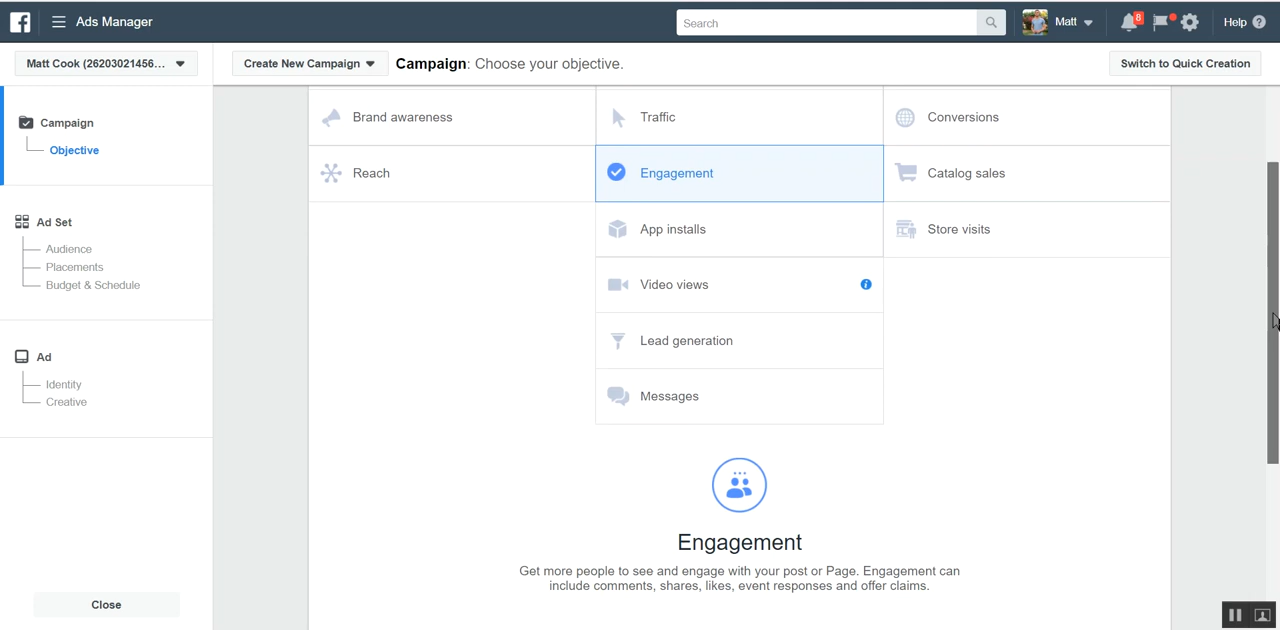 Ads Manager
Search
Matt
8
Help
Matt Cook (26203021456...
Create New Campaign
Campaign: Choose your objective.
Switch to Quick Creation
Campaign
Objective
Ad Set
Audience
Placements
Budget & Schedule
Ad
Identity
Creative
Close
Brand awareness
Traffic
Conversions
Reach
Engagement
Catalog sales
App installs
Store visits
Video views
Lead generation
Messages
Engagement
Get more people to see and engage with your post or Page. Engagement can
include comments, shares, likes, event responses and offer claims.